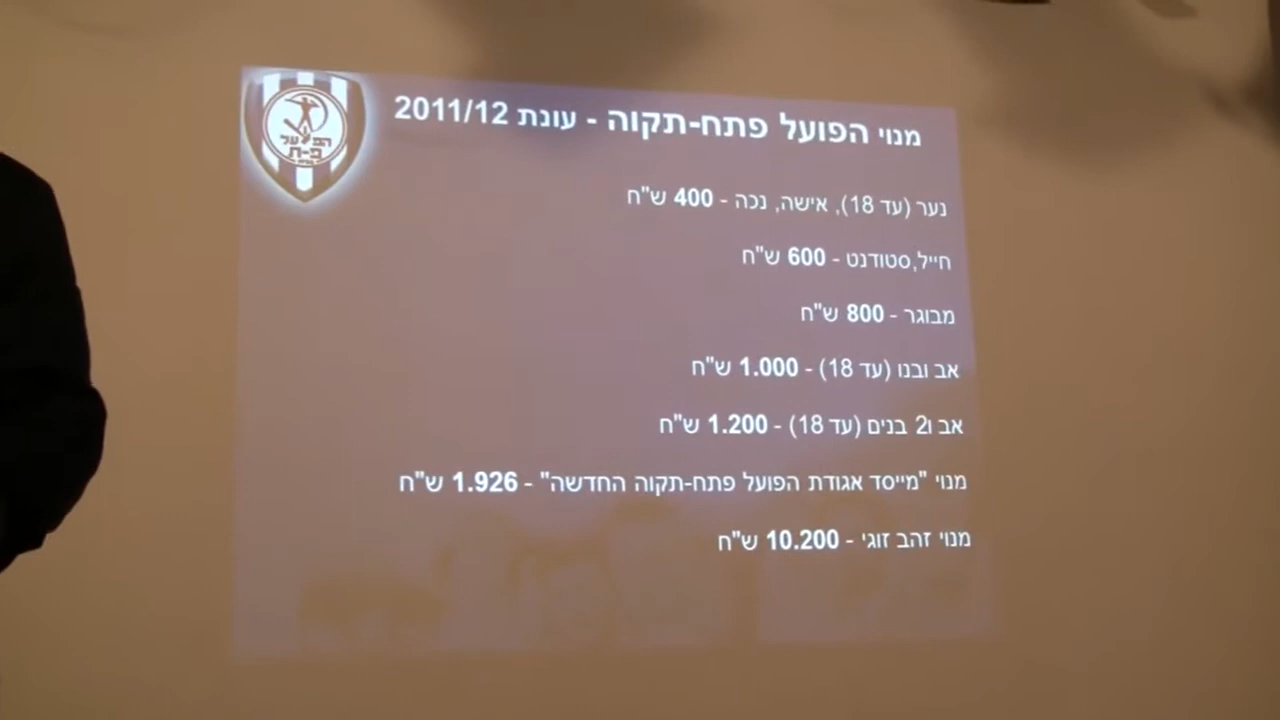 מנוי הפועל פתח-תקוה - עונת 2011/12
הפועל
פ-ת
נער (עד 18), אישה, נכה - 400 ש"ח
חייל,סטודנט - 600 ש"ח
מבוגר - 800 ש"ח
אב ובנו (עד 18) - 1.000 ש"ח
אב ו2 בנים (עד 18) - 1.200 ש"ח
מנוי "מייסד אגודת הפועל פתח-תקוה החדשה" - 1.926 ש"ח
מנוי זהב זוגי - 10.200 ש"ח